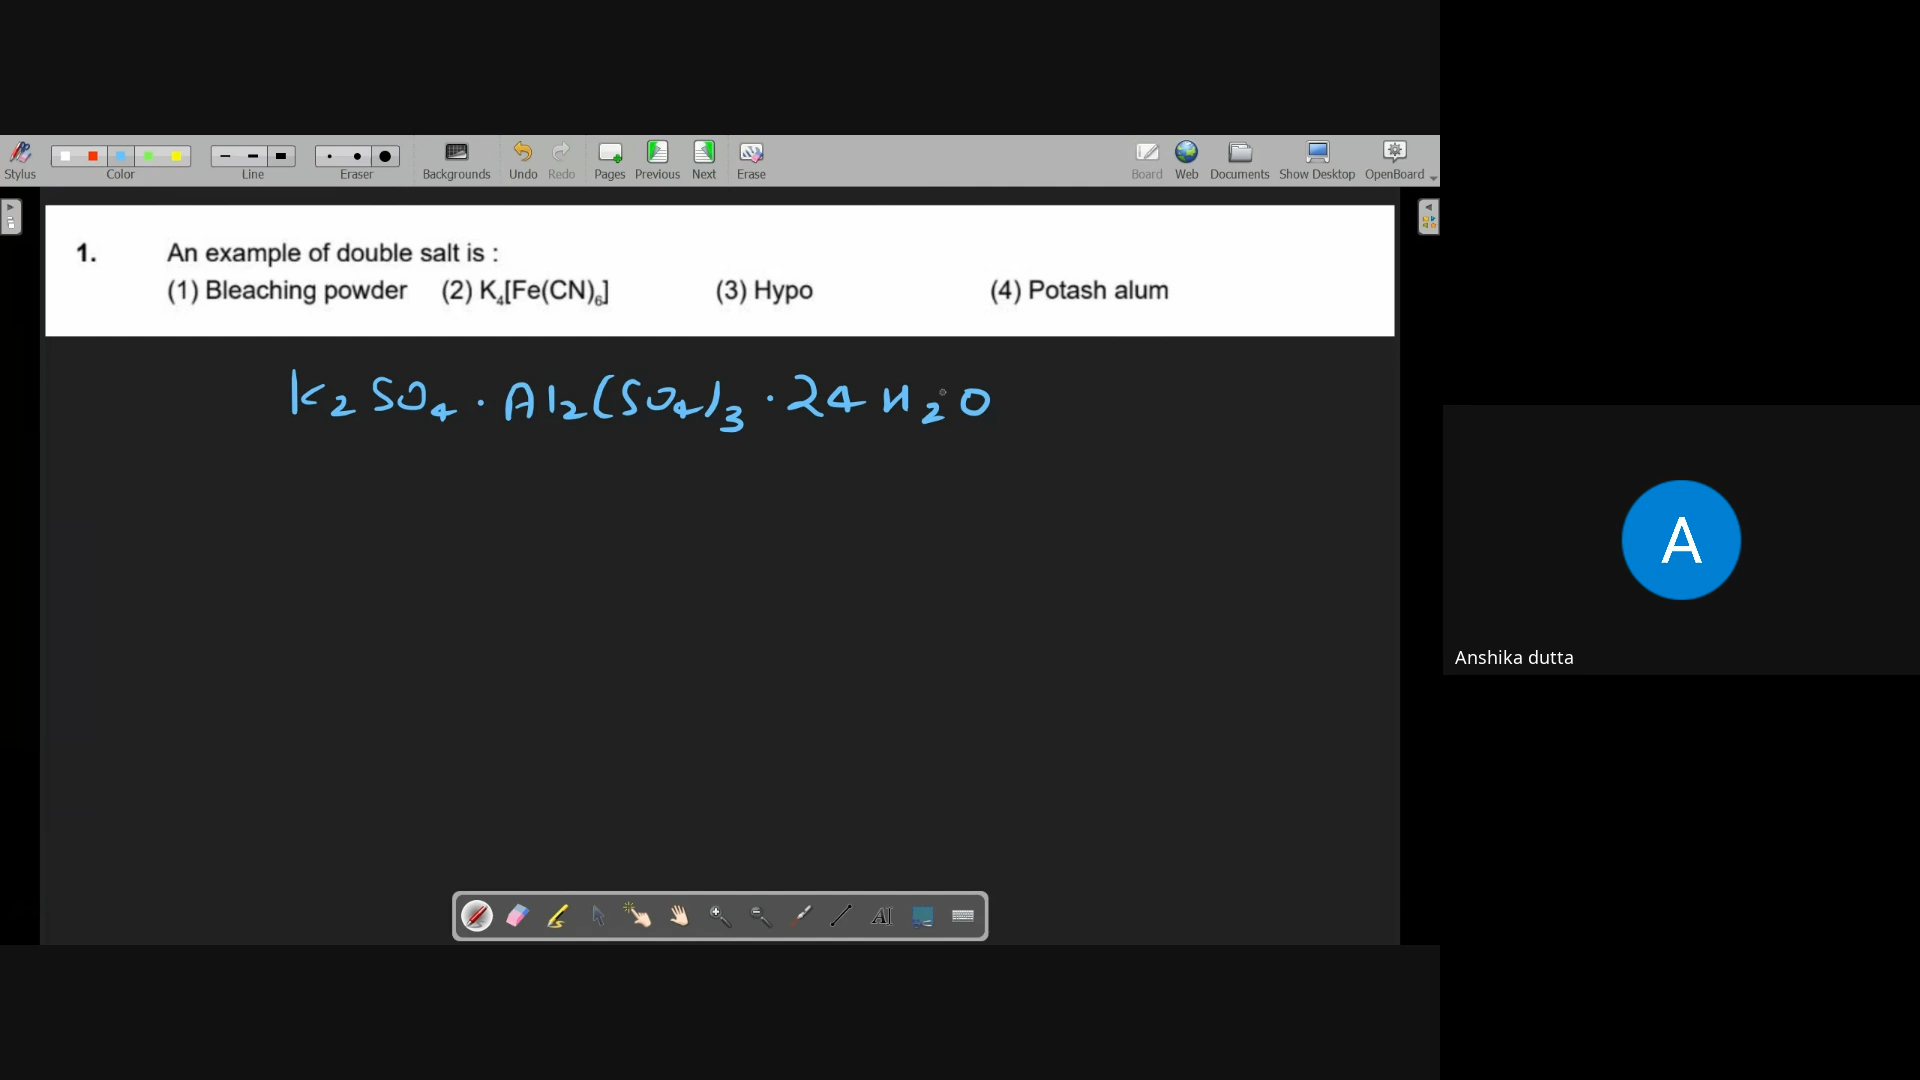 Stylus
Color
Line
Eraser
Backgrounds
Undo
Redo
Pages
Previous
Next
Erase
Board
Web
Documents
Show Desktop
OpenBoard
1. An example of double salt is :
(1) Bleaching powder (2) K₄[Fe(CN)₆] (3) Hypo (4) Potash alum
K₂SO₄ · Al₂(SO₄)₃ · 24H₂O
A
Anshika dutta
AI